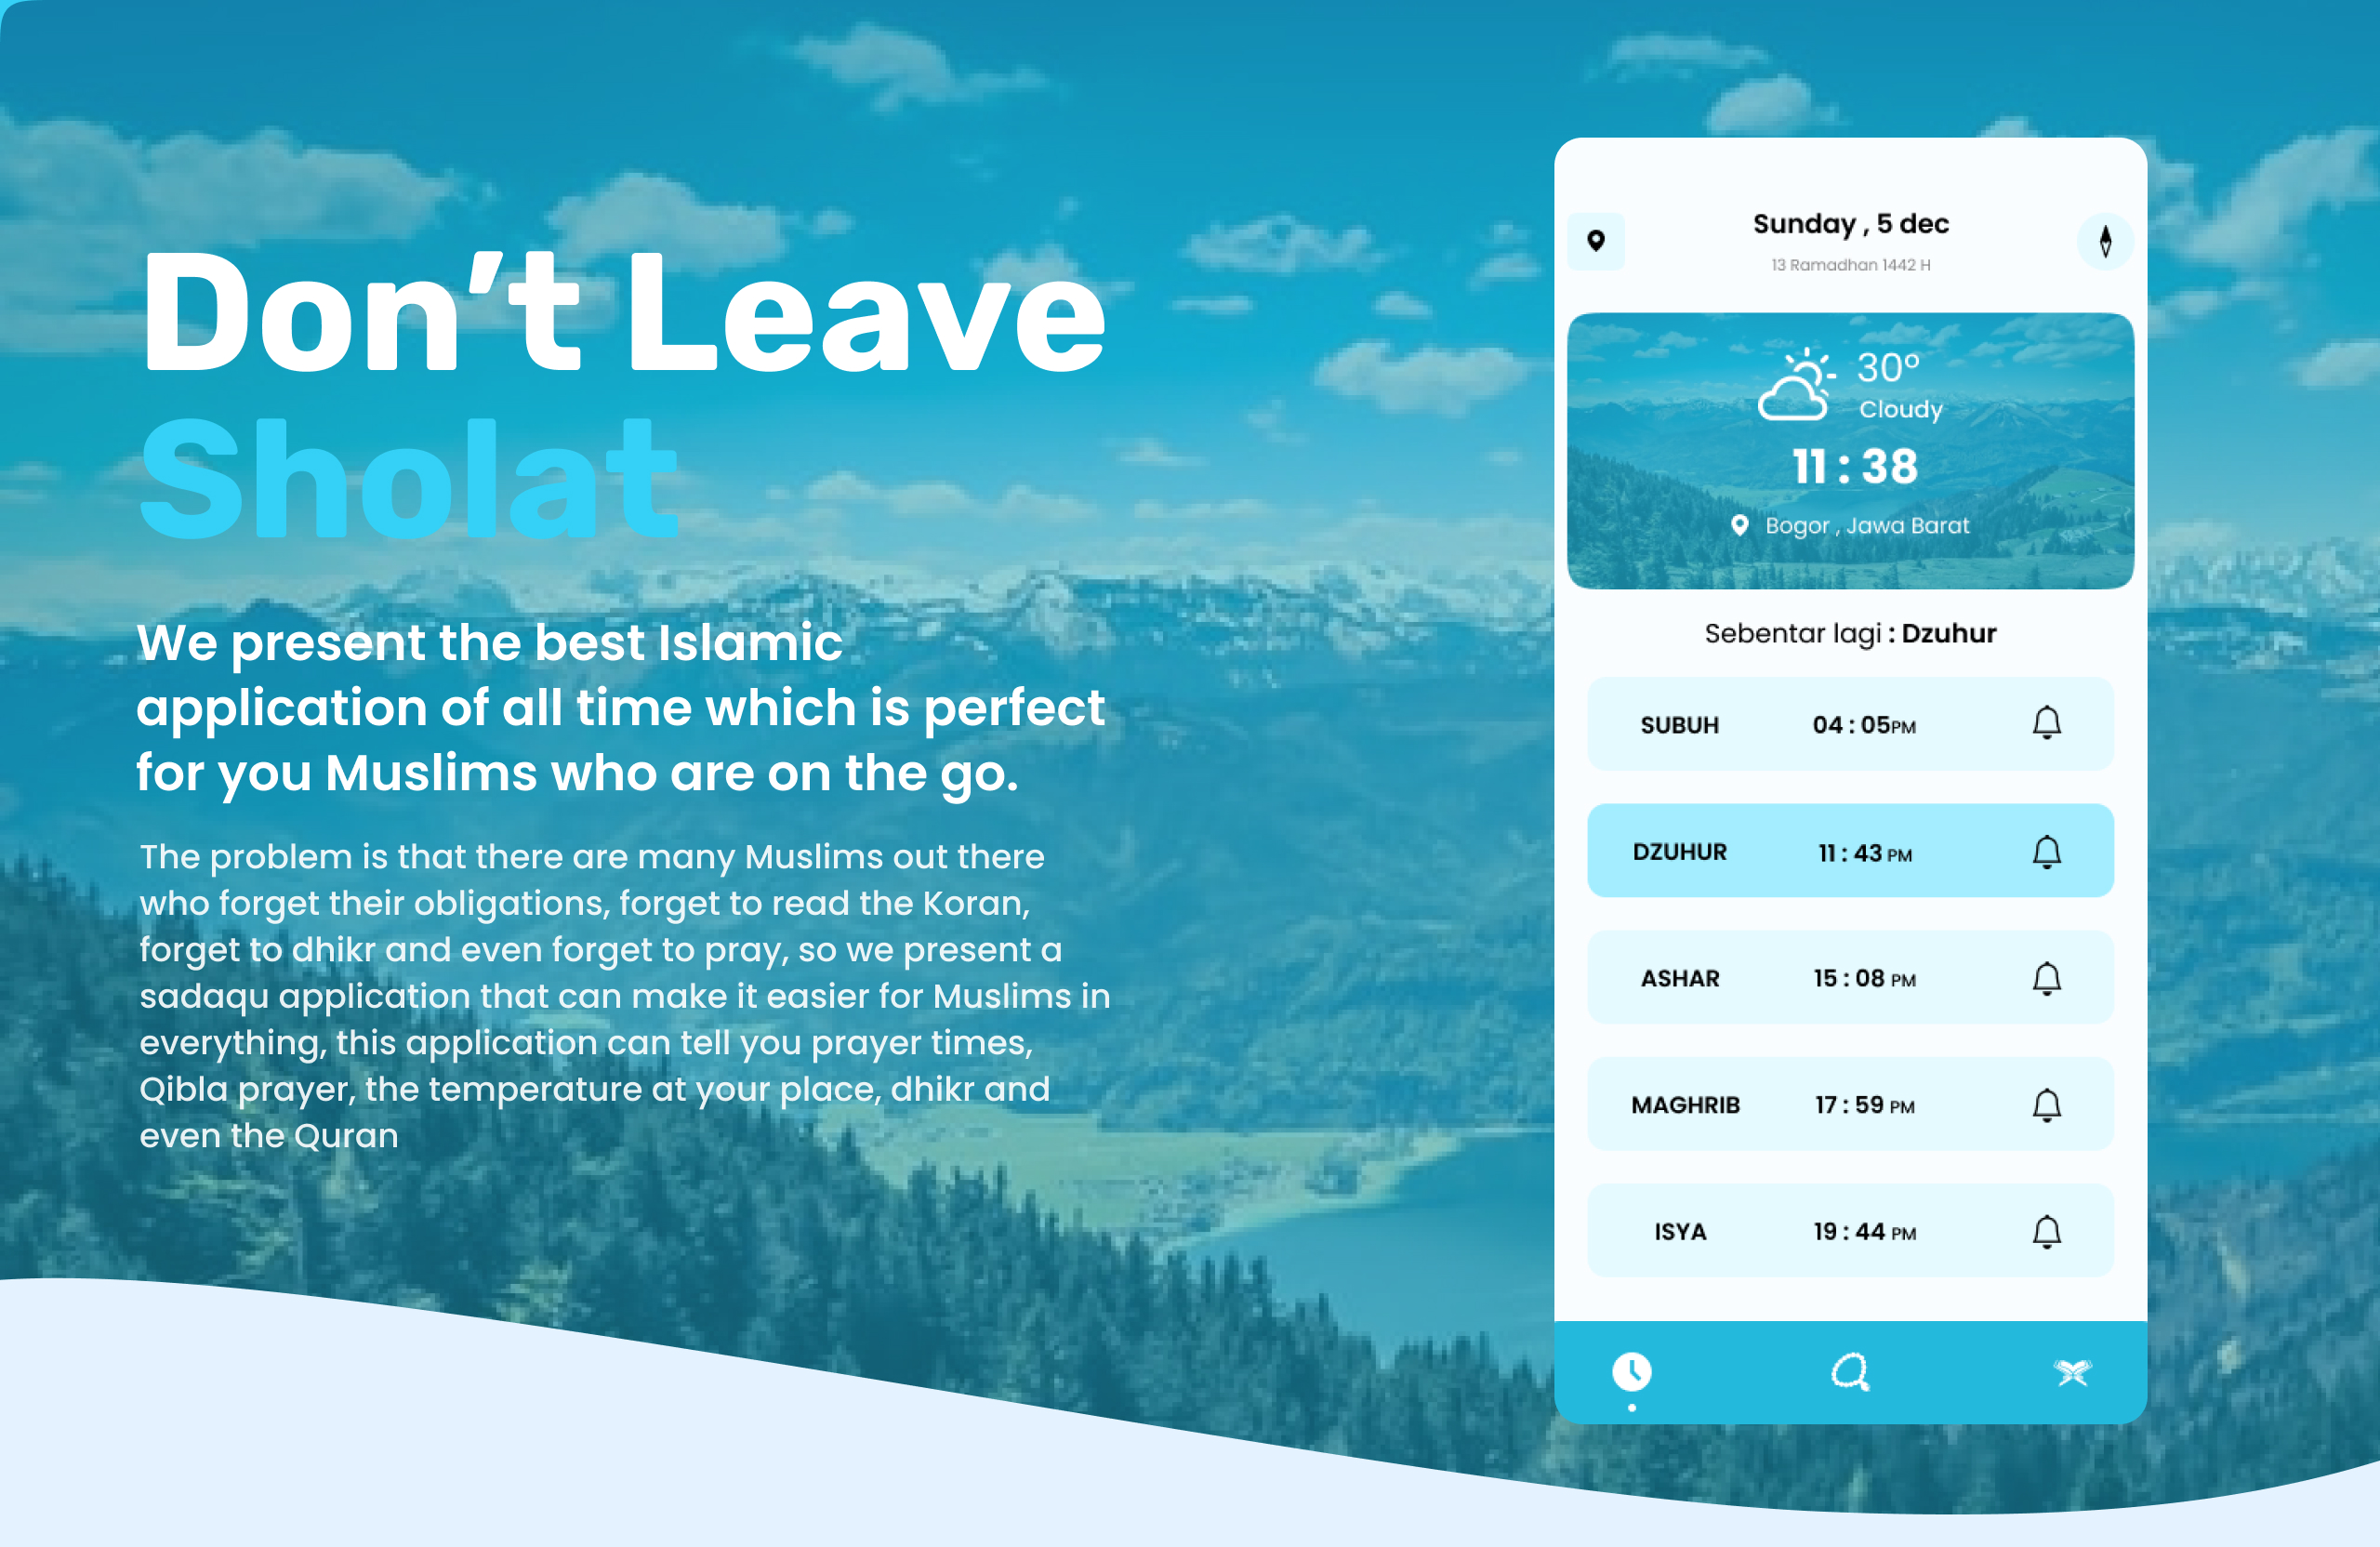 Don’t Leave
Sholat
We present the best Islamic
application of all time which is perfect
for you Muslims who are on the go.
The problem is that there are many Muslims out there
who forget their obligations, forget to read the Koran,
forget to dhikr and even forget to pray, so we present a
sadaqu application that can make it easier for Muslims in
everything, this application can tell you prayer times,
Qibla prayer, the temperature at your place, dhikr and
even the Quran
Sunday , 5 dec
13 Ramadhan 1442 H
30°
Cloudy
11 : 38
Bogor , Jawa Barat
Sebentar lagi : Dzuhur
SUBUH 04 : 05PM
DZUHUR 11 : 43 PM
ASHAR 15 : 08 PM
MAGHRIB 17 : 59 PM
ISYA 19 : 44 PM